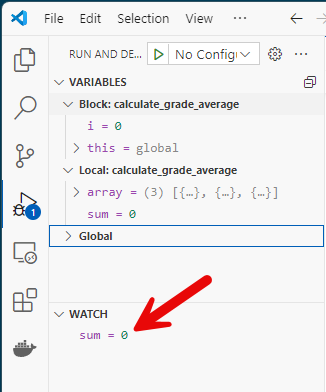 File Edit Selection
RUN AND DE... No Configu
VARIABLES
Block: calculate_grade_average
i = 0
this = global
Local: calculate_grade_average
array = (3) [{…}, {…}, {…}]
sum = 0
1
Global
WATCH
sum = 0